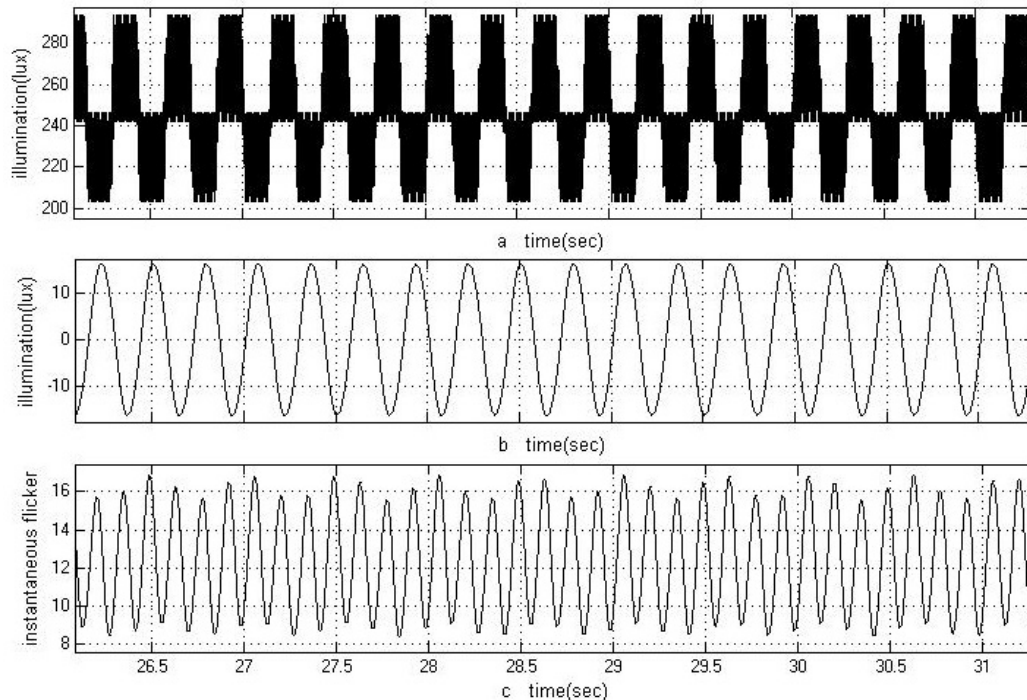 280
260
240
220
200
illumination(lux)
a time(sec)
10
0
-10
illumination(lux)
b time(sec)
16
14
12
10
8
instantaneous flicker
26.5 27 27.5 28 28.5 29 29.5 30 30.5 31
c time(sec)